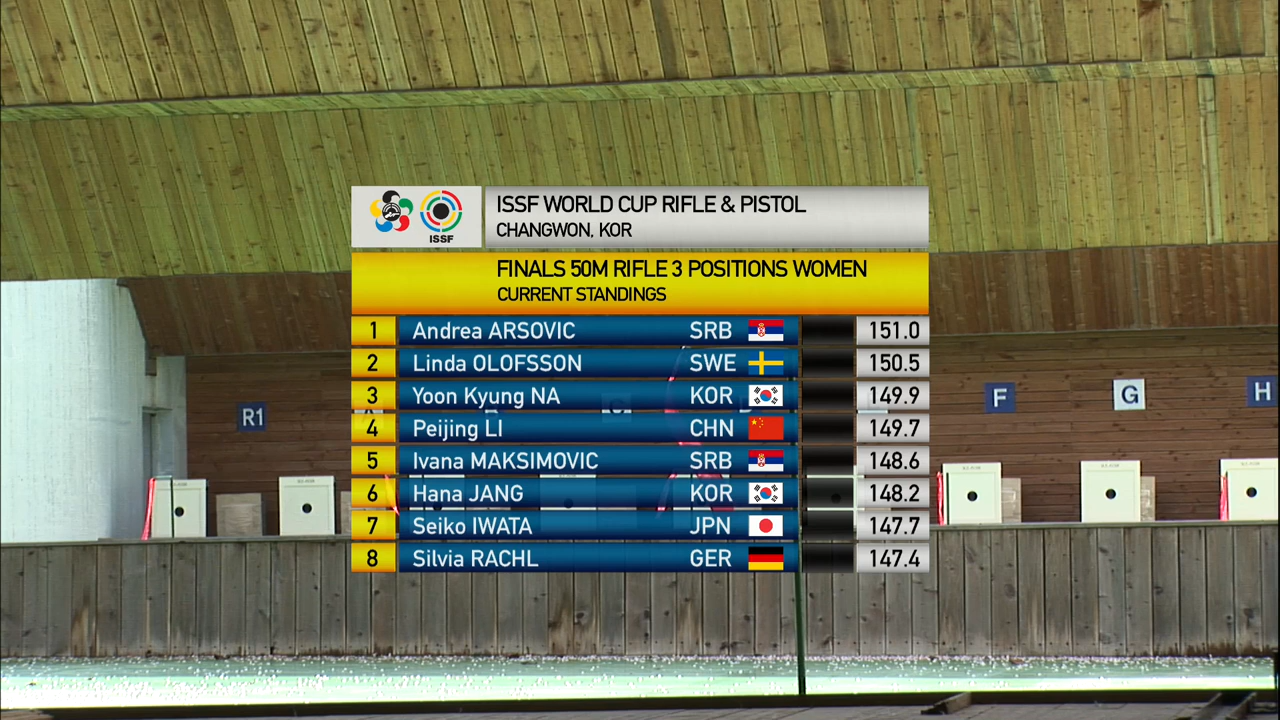 ISSF
ISSF WORLD CUP RIFLE & PISTOL
CHANGWON, KOR
FINALS 50M RIFLE 3 POSITIONS WOMEN
CURRENT STANDINGS
1 Andrea ARSOVIC SRB 151.0
2 Linda OLOFSSON SWE 150.5
3 Yoon Kyung NA KOR 149.9
4 Peijing LI CHN 149.7
5 Ivana MAKSIMOVIC SRB 148.6
6 Hana JANG KOR 148.2
7 Seiko IWATA JPN 147.7
8 Silvia RACHL GER 147.4
R1
F
G
H